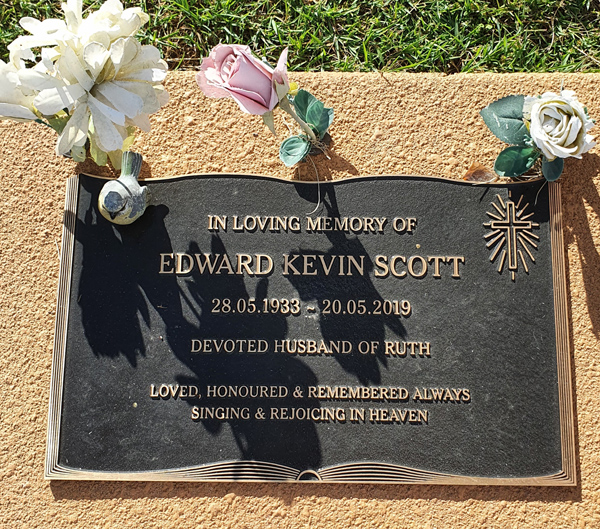 IN LOVING MEMORY OF
EDWARD KEVIN SCOTT
28.05.1933 ~ 20.05.2019
DEVOTED HUSBAND OF RUTH
LOVED, HONOURED & REMEMBERED ALWAYS
SINGING & REJOICING IN HEAVEN